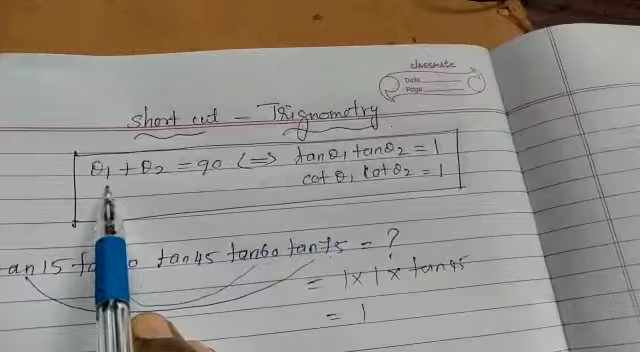 classmate
Date
Page
Short cut - Trignometry
θ1 + θ2 = 90 ⟺ tanθ1 tanθ2 = 1
cotθ1 cotθ2 = 1
an15 tan45 tan60 tan75 = ?
= 1 × 1 × tan45
= 1